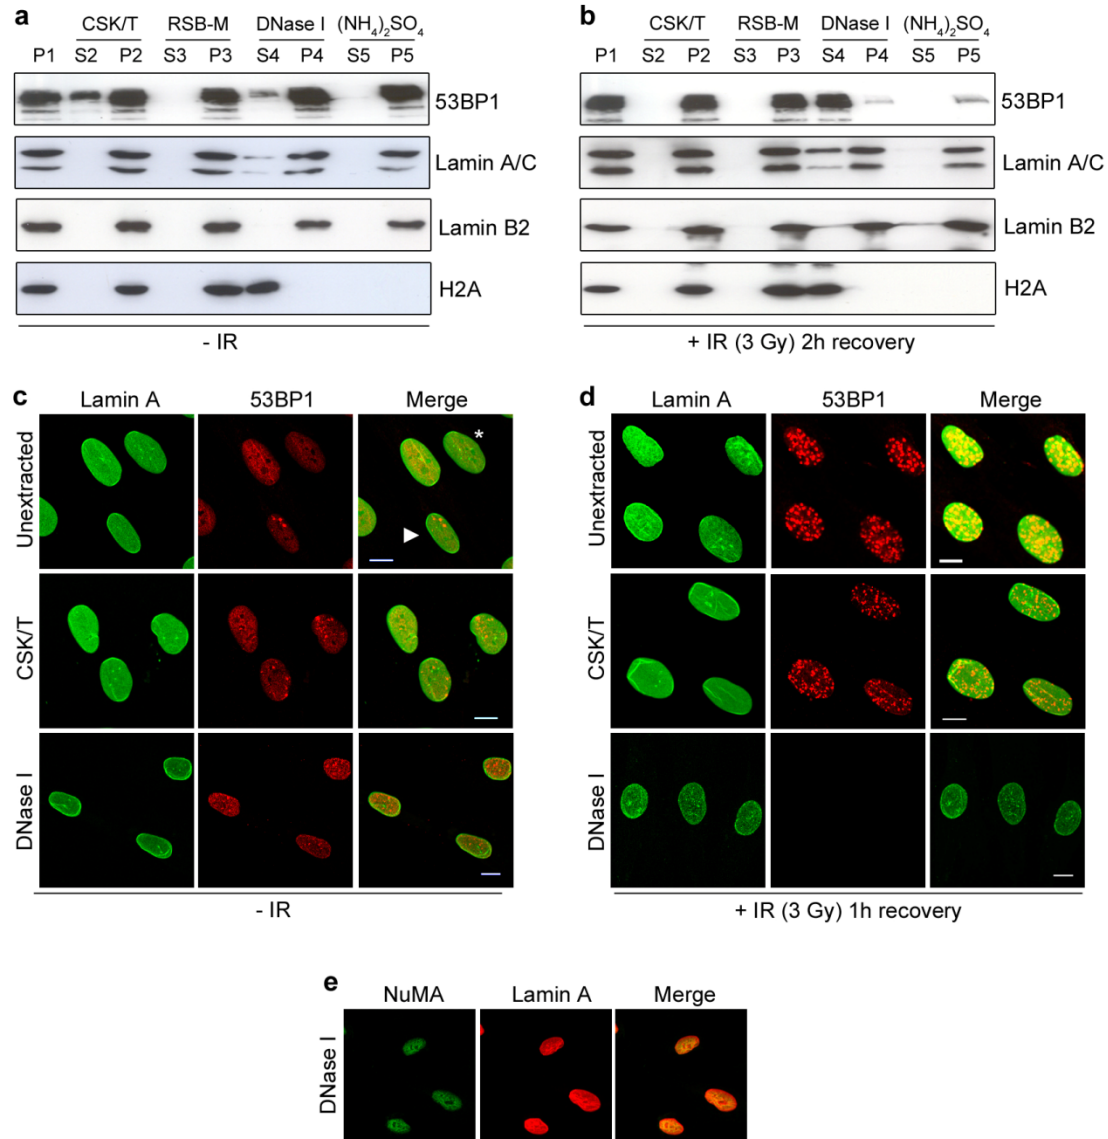 a
CSK/T RSB-M DNase I (NH₄)₂SO₄
P1 S2 P2 S3 P3 S4 P4 S5 P5
53BP1
Lamin A/C
Lamin B2
H2A
- IR
b
CSK/T RSB-M DNase I (NH₄)₂SO₄
P1 S2 P2 S3 P3 S4 P4 S5 P5
53BP1
Lamin A/C
Lamin B2
H2A
+ IR (3 Gy) 2h recovery
c
Lamin A 53BP1 Merge
Unextracted
*
CSK/T
DNase I
- IR
d
Lamin A 53BP1 Merge
Unextracted
CSK/T
DNase I
+ IR (3 Gy) 1h recovery
e
NuMA Lamin A Merge
DNase I